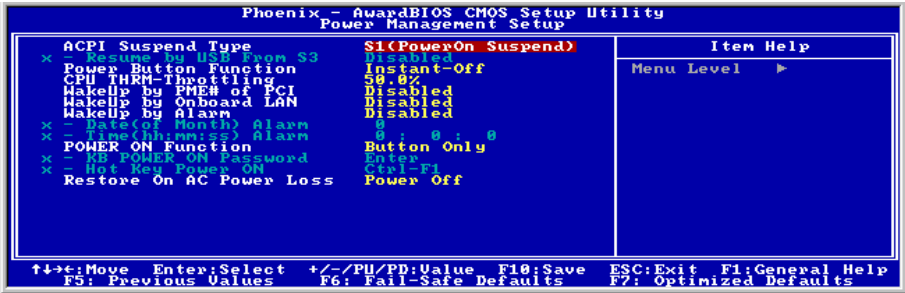 Phoenix - AwardBIOS CMOS Setup Utility
Power Management Setup
ACPI Suspend Type S1(PowerOn Suspend)
x - Resume by USB From S3 Disabled
Power Button Function Instant-Off
CPU THRM-Throttling 50.0%
WakeUp by PME# of PCI Disabled
WakeUp by Onboard LAN Disabled
WakeUp by Alarm Disabled
x - Date(of Month) Alarm 0
x - Time(hh:mm:ss) Alarm 0 : 0 : 0
POWER ON Function Button Only
x - KB POWER ON Password Enter
x - Hot Key Power ON Ctrl-F1
Restore On AC Power Loss Power Off
Item Help
Menu Level ▶
↑↓→←:Move Enter:Select +/-/PU/PD:Value F10:Save ESC:Exit F1:General Help
F5: Previous Values F6: Fail-Safe Defaults F7: Optimized Defaults